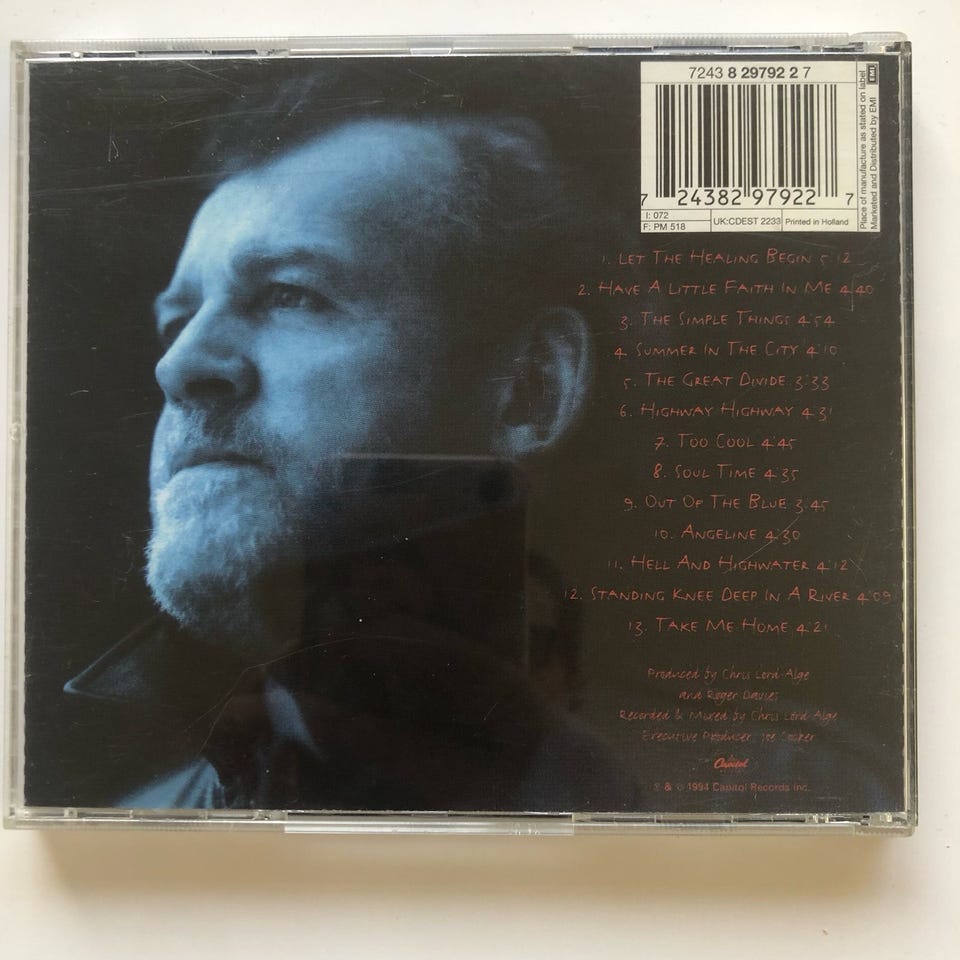 7243 8 29792 2 7
7 24382 97922 7
I: 072
F: PM 518
UK:CDEST 2233
Printed in Holland
Place of manufacture as stated on label
Marketed and Distributed by EMI
EMI
1. LET THE HEALING BEGIN 5:12
2. HAVE A LITTLE FAITH IN ME 4:40
3. THE SIMPLE THINGS 4:54
4. SUMMER IN THE CITY 4:10
5. THE GREAT DIVIDE 3:33
6. HIGHWAY HIGHWAY 4:31
7. TOO COOL 4:45
8. SOUL TIME 4:35
9. OUT OF THE BLUE 3:45
10. ANGELINE 4:30
11. HELL AND HIGHWATER 4:12
12. STANDING KNEE DEEP IN A RIVER 4:09
13. TAKE ME HOME 4:21
Produced by Chris Lord-Alge
and Roger Davies
Recorded & Mixed by Chris Lord-Alge
Executive Producer: Joe Cocker
Capitol
℗ & © 1994 Capitol Records Inc.